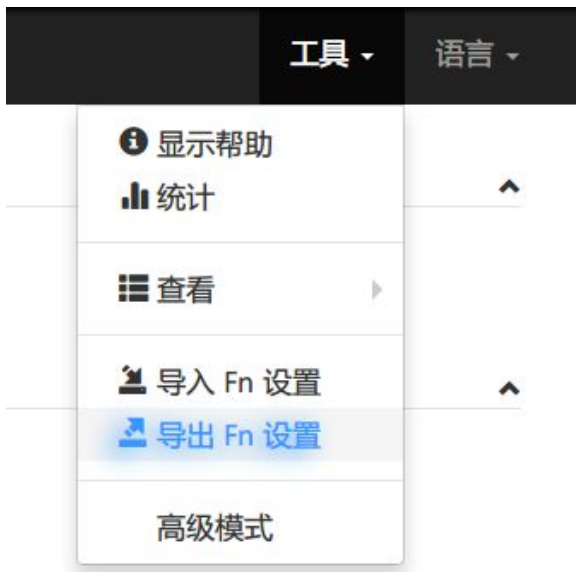 工具 语言
显示帮助
统计
查看
导入 Fn 设置
导出 Fn 设置
高级模式